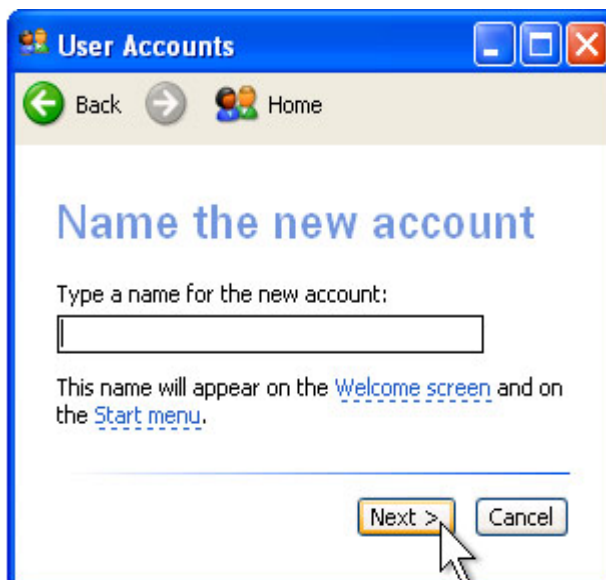 User Accounts
Back Home
Name the new account
Type a name for the new account:
This name will appear on the Welcome screen and on
the Start menu.
Next > Cancel